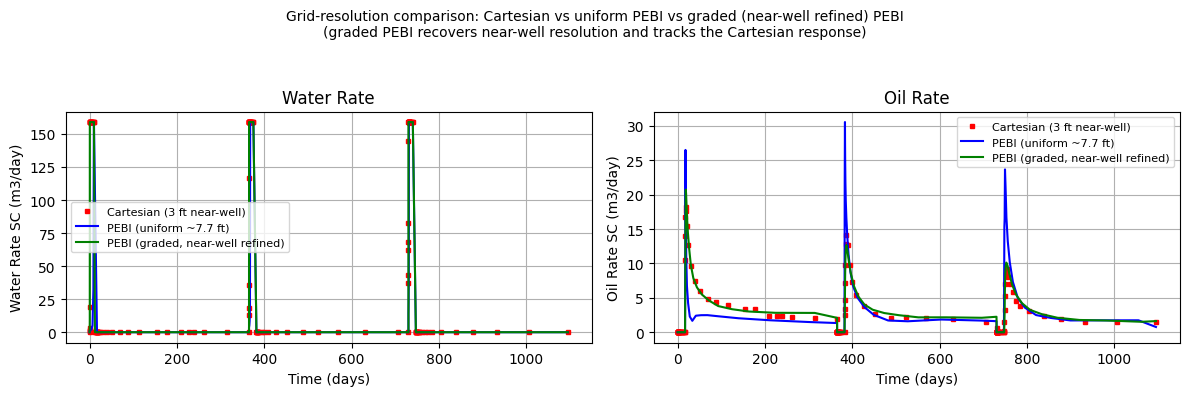 Grid-resolution comparison: Cartesian vs uniform PEBI vs graded (near-well refined) PEBI
(graded PEBI recovers near-well resolution and tracks the Cartesian response)
Water Rate
Water Rate SC (m3/day)
150
125
100
75
50
25
0
Cartesian (3 ft near-well)
PEBI (uniform ~7.7 ft)
PEBI (graded, near-well refined)
0 200 400 600 800 1000
Time (days)
Oil Rate
Oil Rate SC (m3/day)
30
25
20
15
10
5
0
Cartesian (3 ft near-well)
PEBI (uniform ~7.7 ft)
PEBI (graded, near-well refined)
0 200 400 600 800 1000
Time (days)